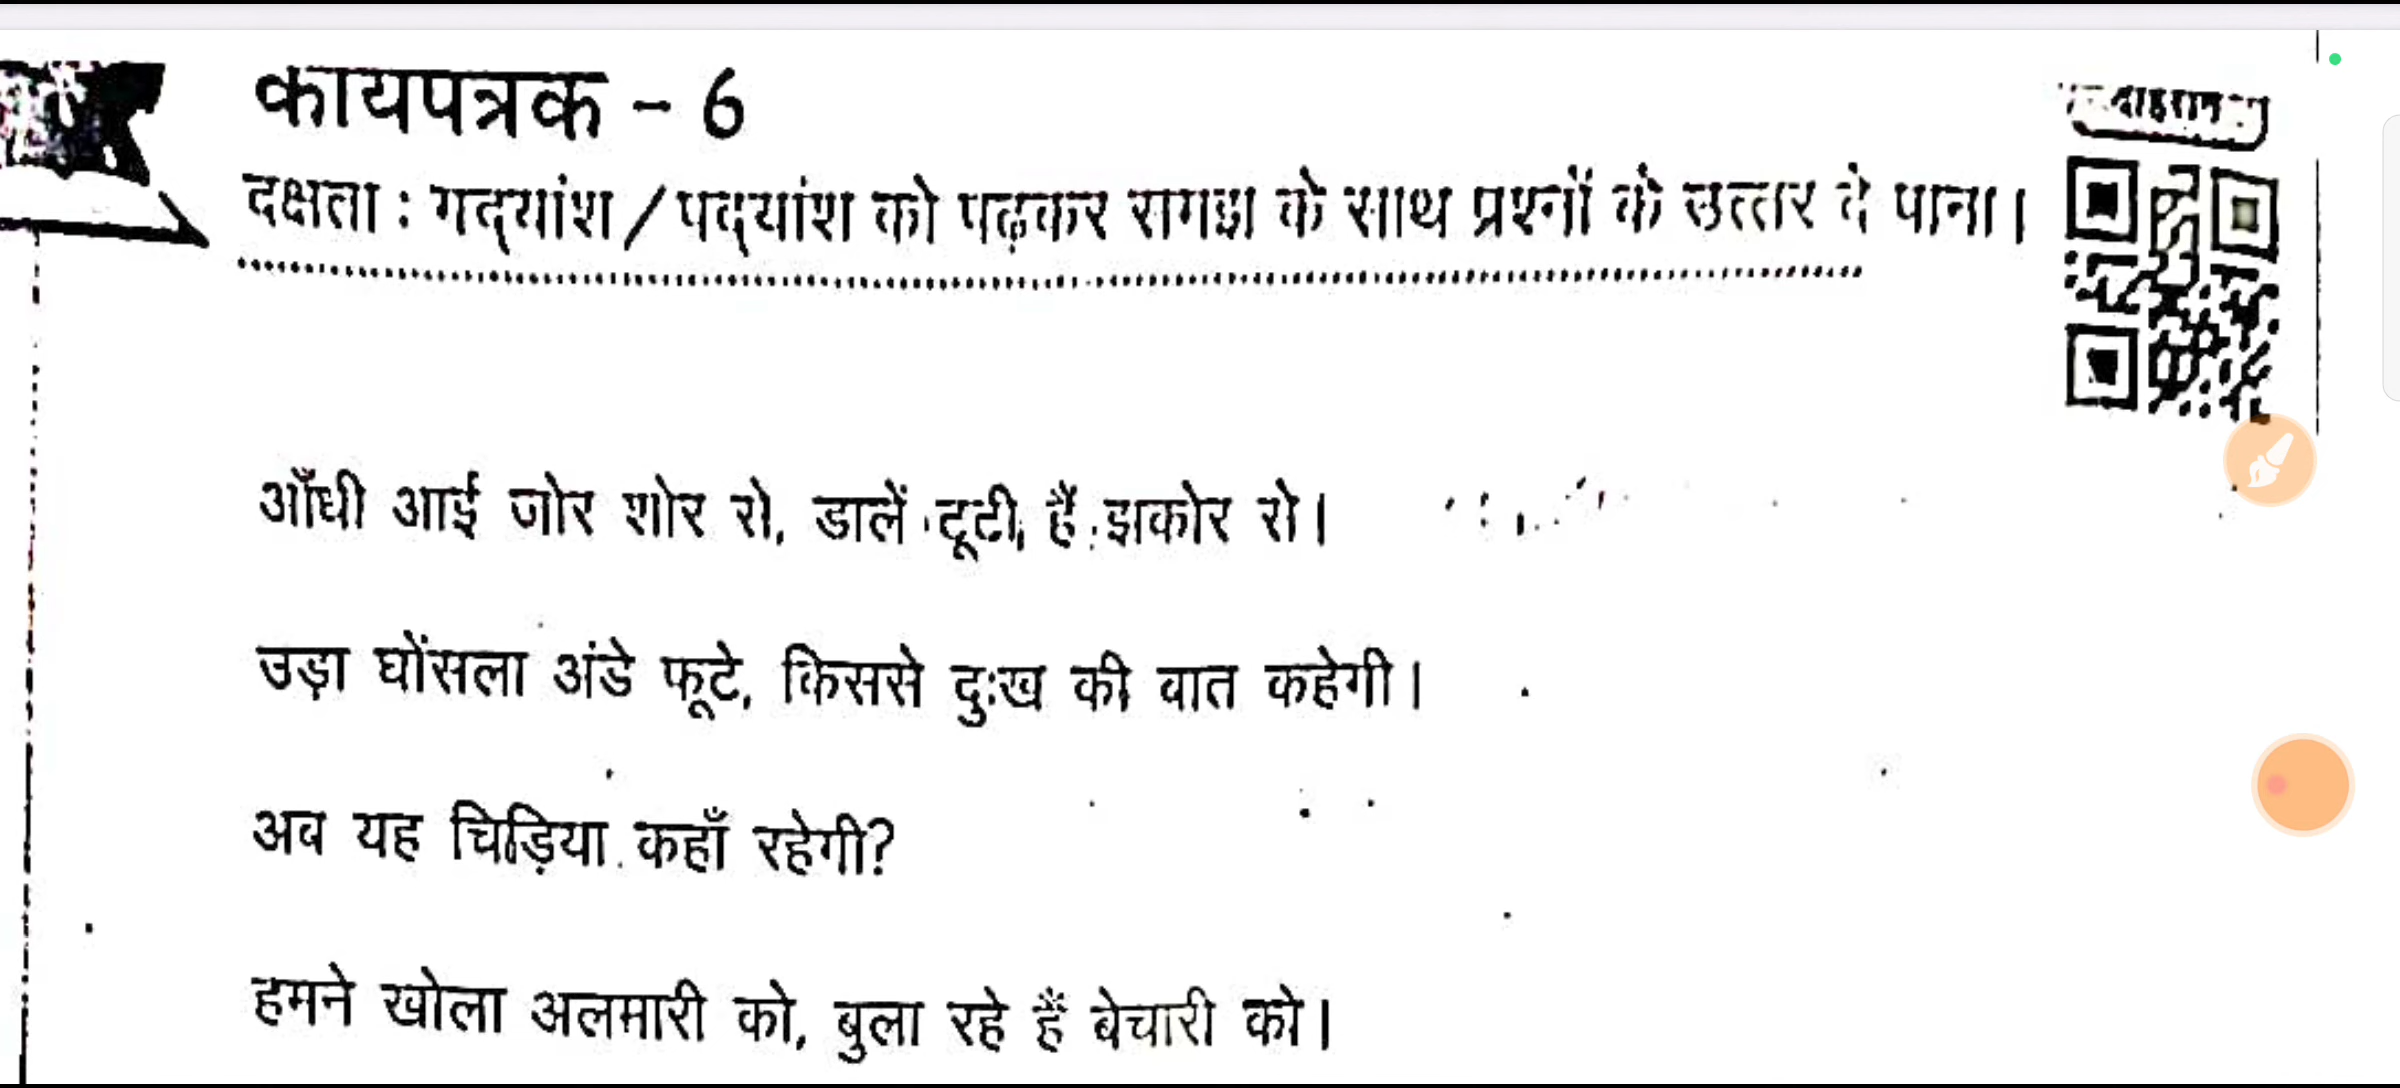 कायपत्रक - 6
दक्षता : गद्यांश / पद्यांश को पढ़कर समझ के साथ प्रश्नों के उत्तर दे पाना।
आँधी आई जोर शोर से, डालें टूटी हैं झकोर से।
उड़ा घोंसला अंडे फूटे, किससे दुःख की बात कहेगी।
अब यह चिड़िया कहाँ रहेगी?
हमने खोला अलमारी को, बुला रहे हैं बेचारी को।